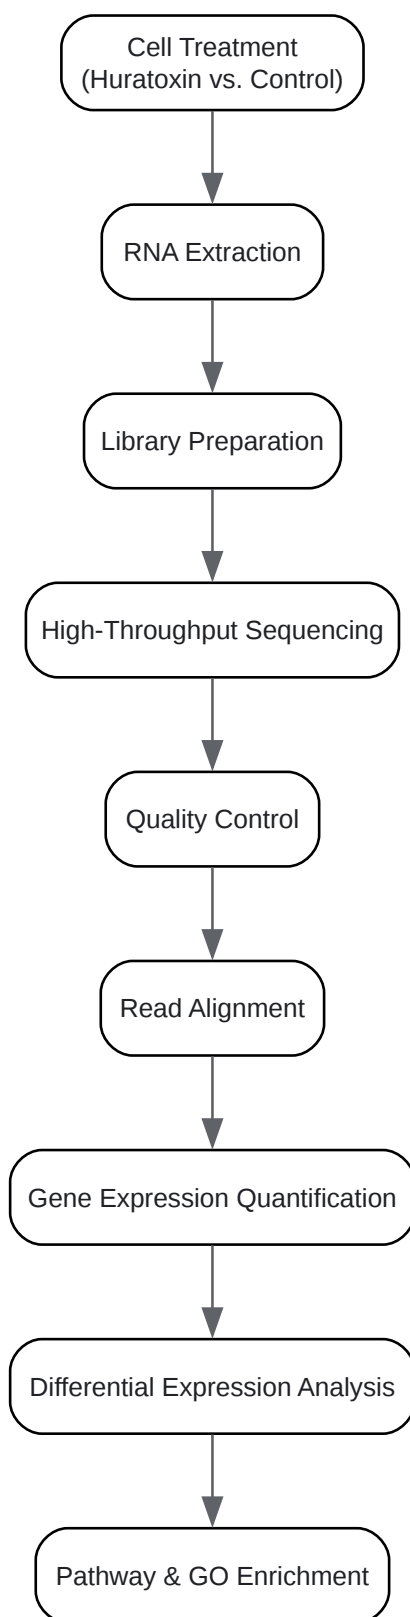 Cell Treatment
(Huratoxin vs. Control)
RNA Extraction
Library Preparation
High-Throughput Sequencing
Quality Control
Read Alignment
Gene Expression Quantification
Differential Expression Analysis
Pathway & GO Enrichment